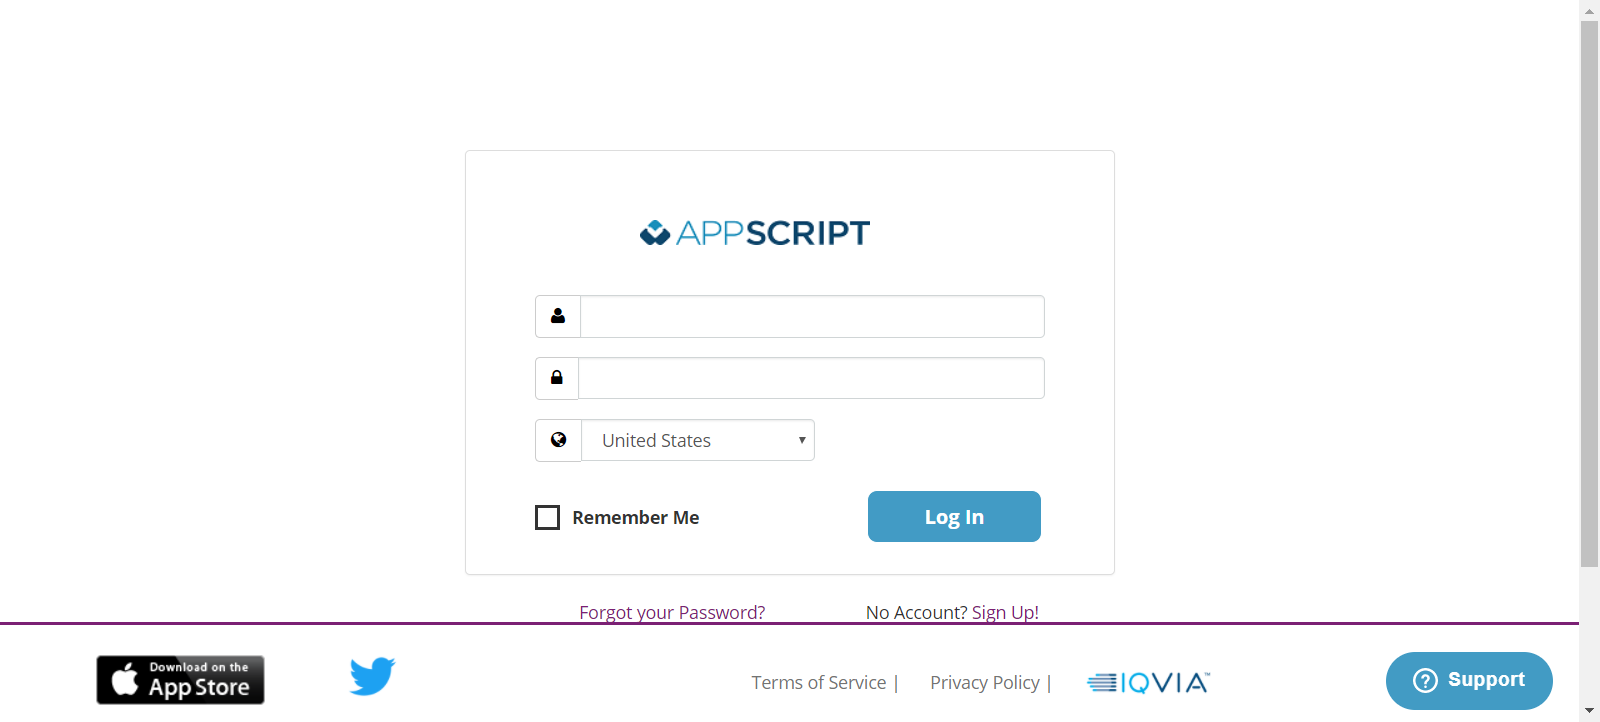 APPSCRIPT
United States
Remember Me
Log In
Forgot your Password?
No Account? Sign Up!
Download on the
App Store
Terms of Service |
Privacy Policy |
IQVIA™
Support